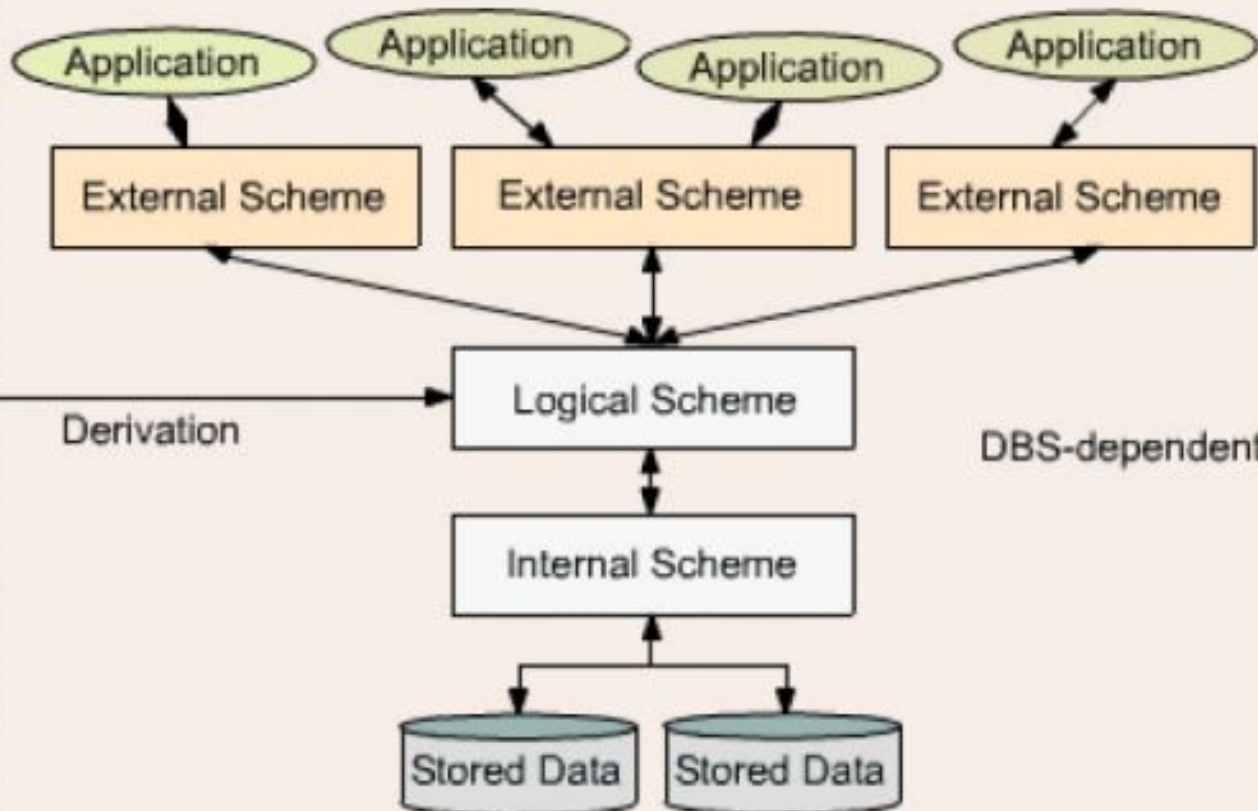 Application
Application
Application
Application
External Scheme
External Scheme
External Scheme
Logical Scheme
Derivation
DBS-dependent
Internal Scheme
Stored Data
Stored Data